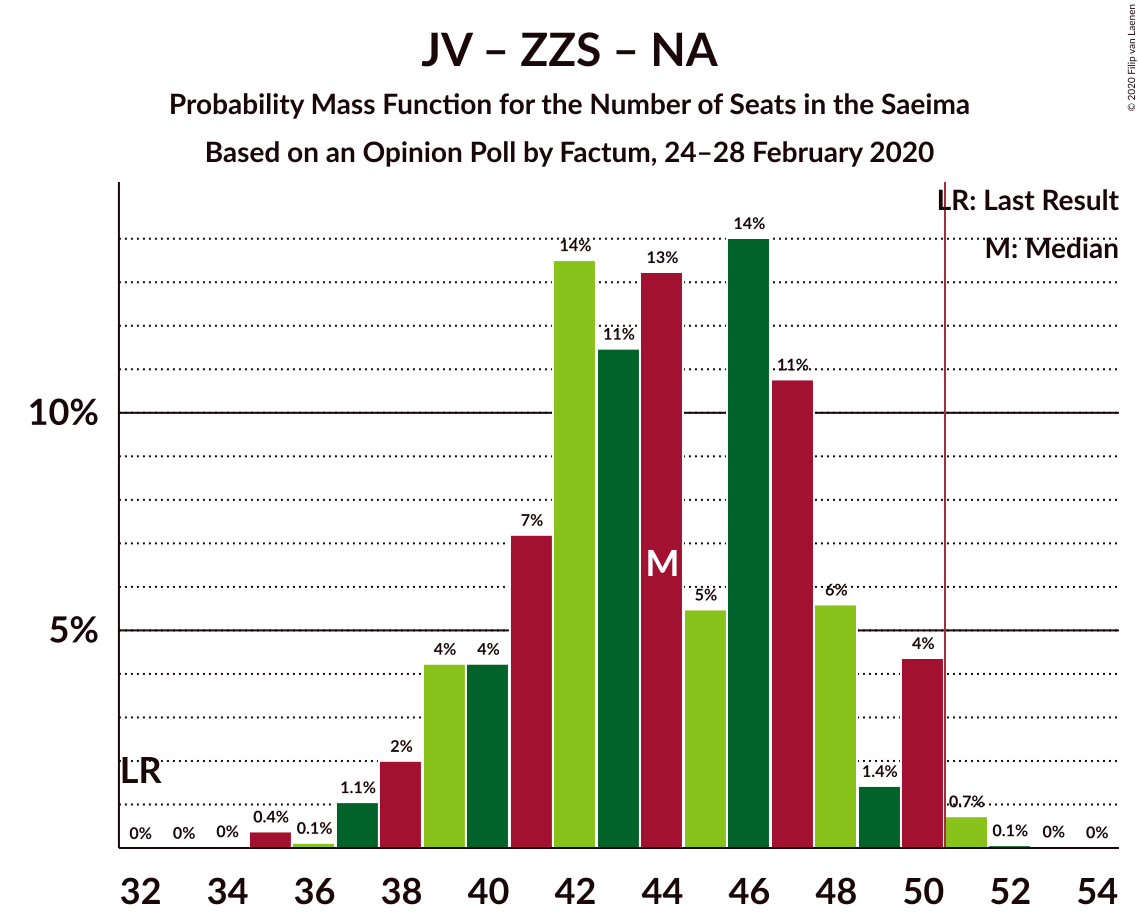 JV – ZZS – NA
Probability Mass Function for the Number of Seats in the Saeima
Based on an Opinion Poll by Factum, 24–28 February 2020
© 2020 Filip van Laenen
LR: Last Result
M: Median
10%
5%
LR
M
0% 0% 0% 0.4% 0.1% 1.1% 2% 4% 4% 7% 14% 11% 13% 5% 14% 11% 6% 1.4% 4% 0.7% 0.1% 0% 0%
32 34 36 38 40 42 44 46 48 50 52 54